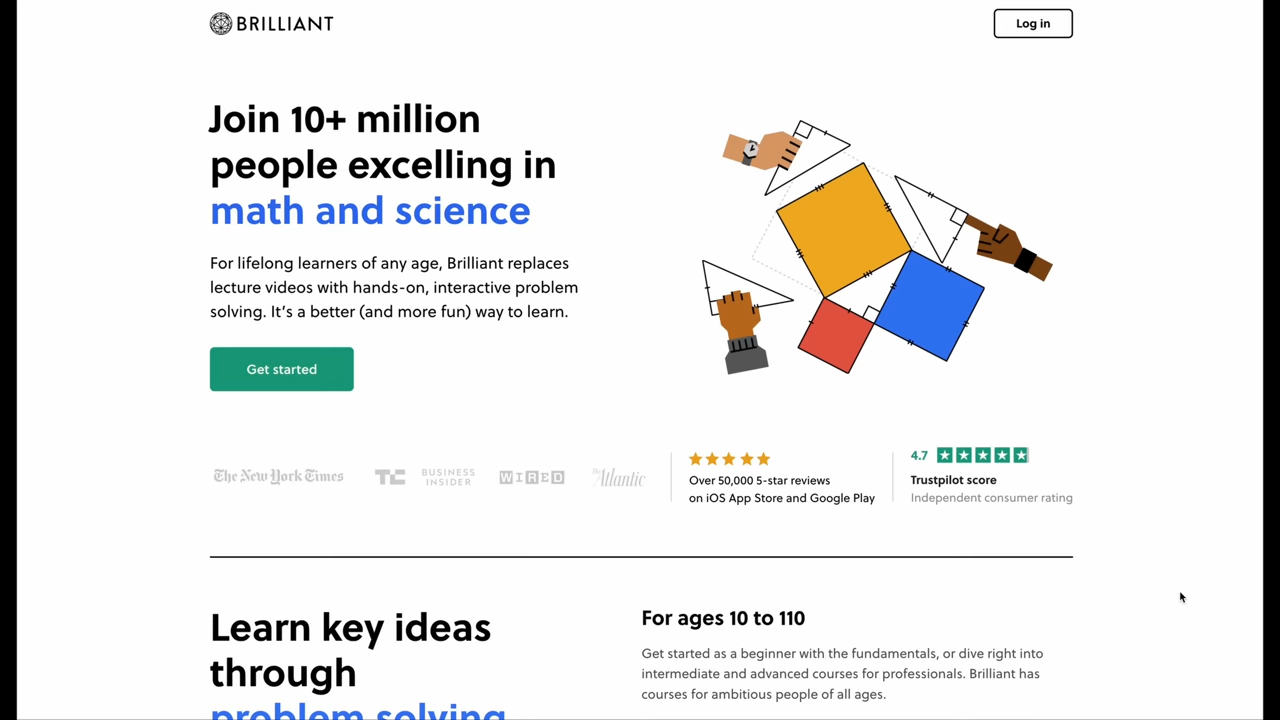 BRILLIANT
Log in
Join 10+ million
people excelling in
math and science
For lifelong learners of any age, Brilliant replaces
lecture videos with hands-on, interactive problem
solving. It’s a better (and more fun) way to learn.
Get started
The New York Times
TC
BUSINESS
INSIDER
WIRED
The Atlantic
Over 50,000 5-star reviews
on iOS App Store and Google Play
4.7
Trustpilot score
Independent consumer rating
Learn key ideas
through
problem solving
For ages 10 to 110
Get started as a beginner with the fundamentals, or dive right into
intermediate and advanced courses for professionals. Brilliant has
courses for ambitious people of all ages.